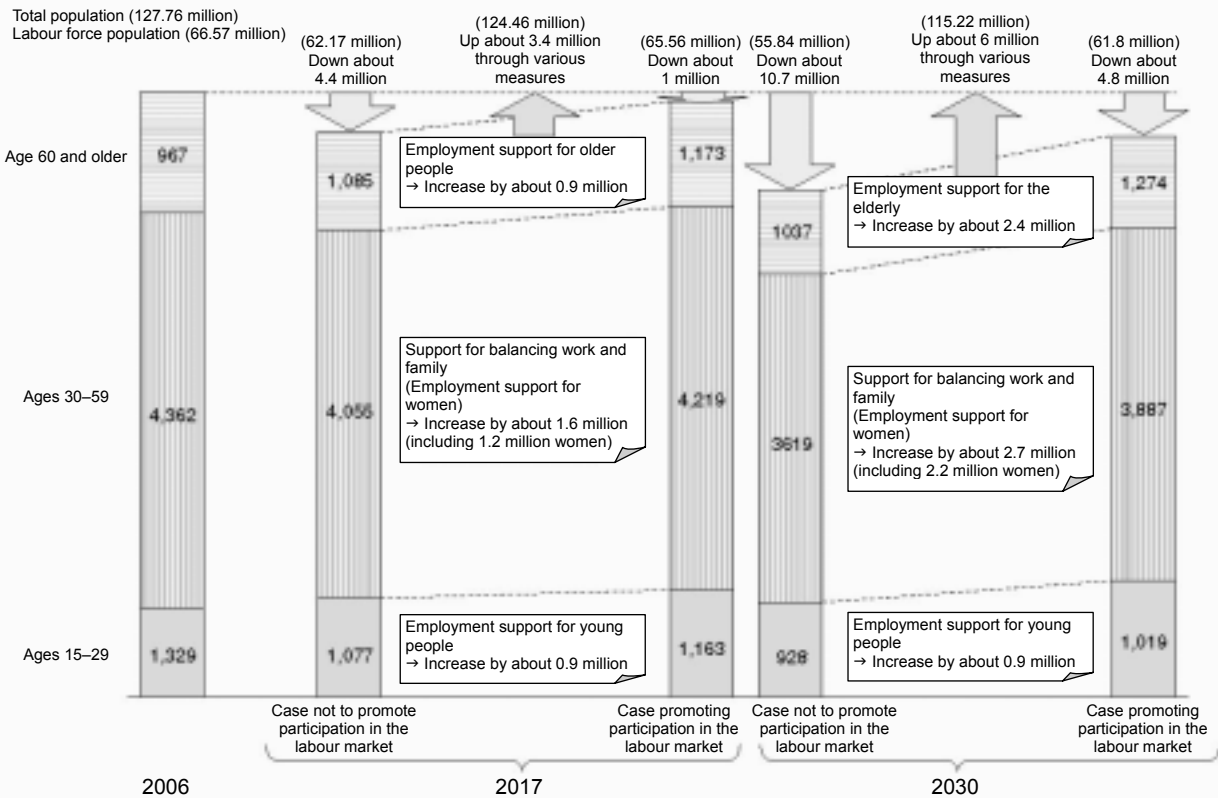 Total population (127.76 million)
Labour force population (66.57 million)
(62.17 million)
Down about
4.4 million
(124.46 million)
Up about 3.4 million
through various
measures
(65.56 million)
Down about
1 million
(55.84 million)
Down about
10.7 million
(115.22 million)
Up about 6 million
through various
measures
(61.8 million)
Down about
4.8 million
Age 60 and older
967
1,085
Employment support for older
people
→ Increase by about 0.9 million
1,173
1037
Employment support for the
elderly
→ Increase by about 2.4 million
1,274
Ages 30–59
4,362
4,055
Support for balancing work and
family
(Employment support for
women)
→ Increase by about 1.6 million
(including 1.2 million women)
4,219
3619
Support for balancing work and
family
(Employment support for
women)
→ Increase by about 2.7 million
(including 2.2 million women)
3,887
Ages 15–29
1,329
1,077
Employment support for young
people
→ Increase by about 0.9 million
1,163
928
Employment support for young
people
→ Increase by about 0.9 million
1,019
Case not to promote
participation in the
labour market
Case promoting
participation in the
labour market
Case not to promote
participation in the
labour market
Case promoting
participation in the
labour market
2006
2017
2030